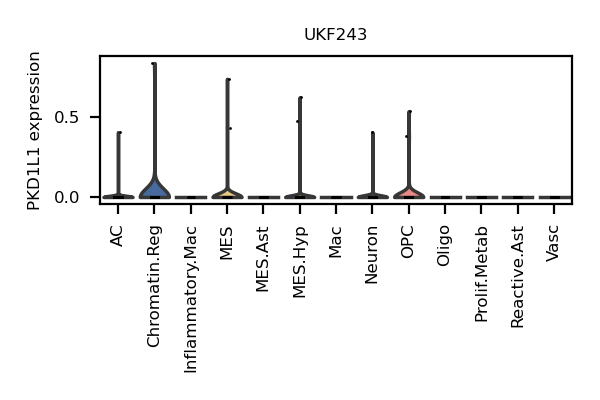 UKF243
PKD1L1 expression
0.5
0.0
AC
Chromatin.Reg
Inflammatory.Mac
MES
MES.Ast
MES.Hyp
Mac
Neuron
OPC
Oligo
Prolif.Metab
Reactive.Ast
Vasc